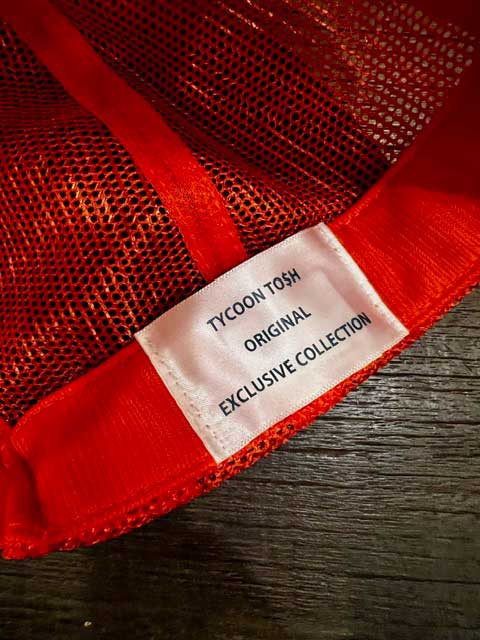 TYCOON TO$H
ORIGINAL
EXCLUSIVE COLLECTION